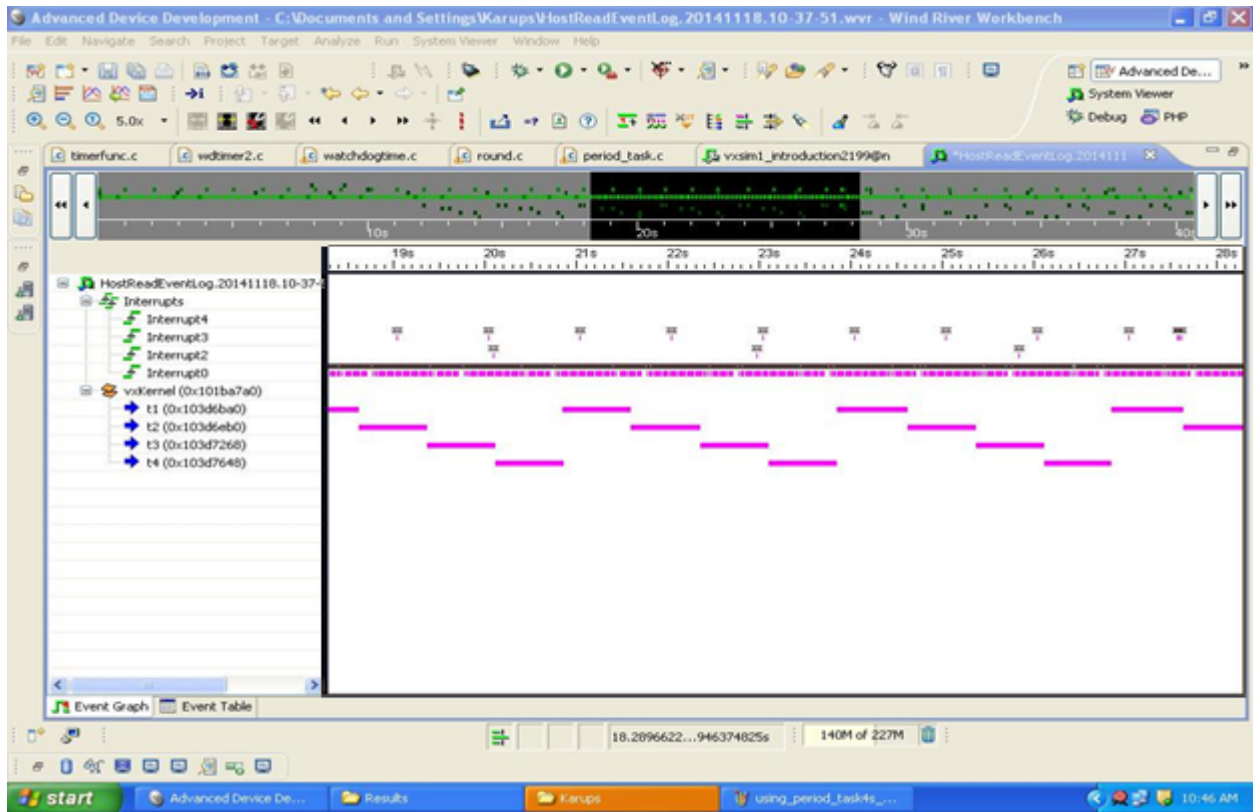 Advanced Device Development - C:\Documents and Settings\Karups\HostReadEventLog.20141118.10-37-51.wvr - Wind River Workbench
File Edit Navigate Search Project Target Analyze Run System Viewer Window Help
Advanced De...
System Viewer
5.0x
Debug PHP
timerfunc.c wdtimer2.c watchdogtime.c round.c period_task.c vxsim1_introduction2199@n *HostReadEventLog.2014111
10s 20s 30s 40s
19s 20s 21s 22s 23s 24s 25s 26s 27s 28s
HostReadEventLog.20141118.10-37-5
Interrupts
Interrupt4
Interrupt3
Interrupt2
Interrupt0
vxKernel (0x101ba7a0)
t1 (0x103d6ba0)
t2 (0x103d6eb0)
t3 (0x103d7268)
t4 (0x103d7648)
Event Graph Event Table
18.2896622...946374825s 140M of 227M
start Advanced Device De... Results Karups using_period_task4s_... 10:46 AM